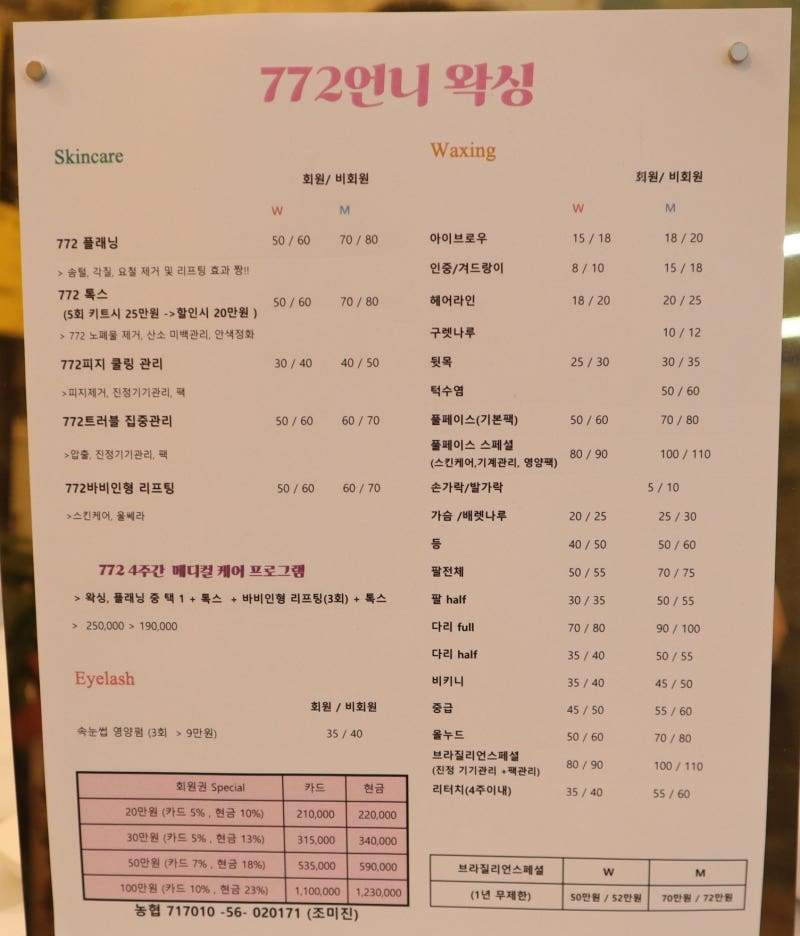 772언니 왁싱
Skincare
회원/ 비회원
W M
772 플래닝 50 / 60 70 / 80
> 솜털, 각질, 요철 제거 및 리프팅 효과 짱!!
772 톡스 50 / 60 70 / 80
(5회 키트시 25만원 ->할인시 20만원 )
> 772 노폐물 제거, 산소 미백관리, 안색정화
772피지 쿨링 관리 30 / 40 40 / 50
>피지제거, 진정기기관리, 팩
772트러블 집중관리 50 / 60 60 / 70
>압출, 진정기기관리, 팩
772바비인형 리프팅 50 / 60 60 / 70
>스킨케어, 울쎄라
772 4주간 메디컬 케어 프로그램
> 왁싱, 플래닝 중 택 1 + 톡스 + 바비인형 리프팅(3회) + 톡스
> 250,000 > 190,000
Eyelash
회원 / 비회원
속눈썹 영양펌 (3회 > 9만원) 35 / 40
회원권 Special 카드 현금
20만원 (카드 5% , 현금 10%) 210,000 220,000
30만원 (카드 5% , 현금 13%) 315,000 340,000
50만원 (카드 7% , 현금 18%) 535,000 590,000
100만원 (카드 10% , 현금 23%) 1,100,000 1,230,000
농협 717010 -56- 020171 (조미진)
Waxing
회원/ 비회원
W M
아이브로우 15 / 18 18 / 20
인중/겨드랑이 8 / 10 15 / 18
헤어라인 18 / 20 20 / 25
구렛나루 10 / 12
뒷목 25 / 30 30 / 35
턱수염 50 / 60
풀페이스(기본팩) 50 / 60 70 / 80
풀페이스 스페셜 80 / 90 100 / 110
(스킨케어,기계관리, 영양팩)
손가락/발가락 5 / 10
가슴 /배렛나루 20 / 25 25 / 30
등 40 / 50 50 / 60
팔전체 50 / 55 70 / 75
팔 half 30 / 35 50 / 55
다리 full 70 / 80 90 / 100
다리 half 35 / 40 50 / 55
비키니 35 / 40 45 / 50
중급 45 / 50 55 / 60
올누드 50 / 60 70 / 80
브라질리언스페셜 80 / 90 100 / 110
(진정 기기관리 +팩관리)
리터치(4주이내) 35 / 40 55 / 60
브라질리언스페셜 W M
(1년 무제한) 50만원 / 52만원 70만원 / 72만원